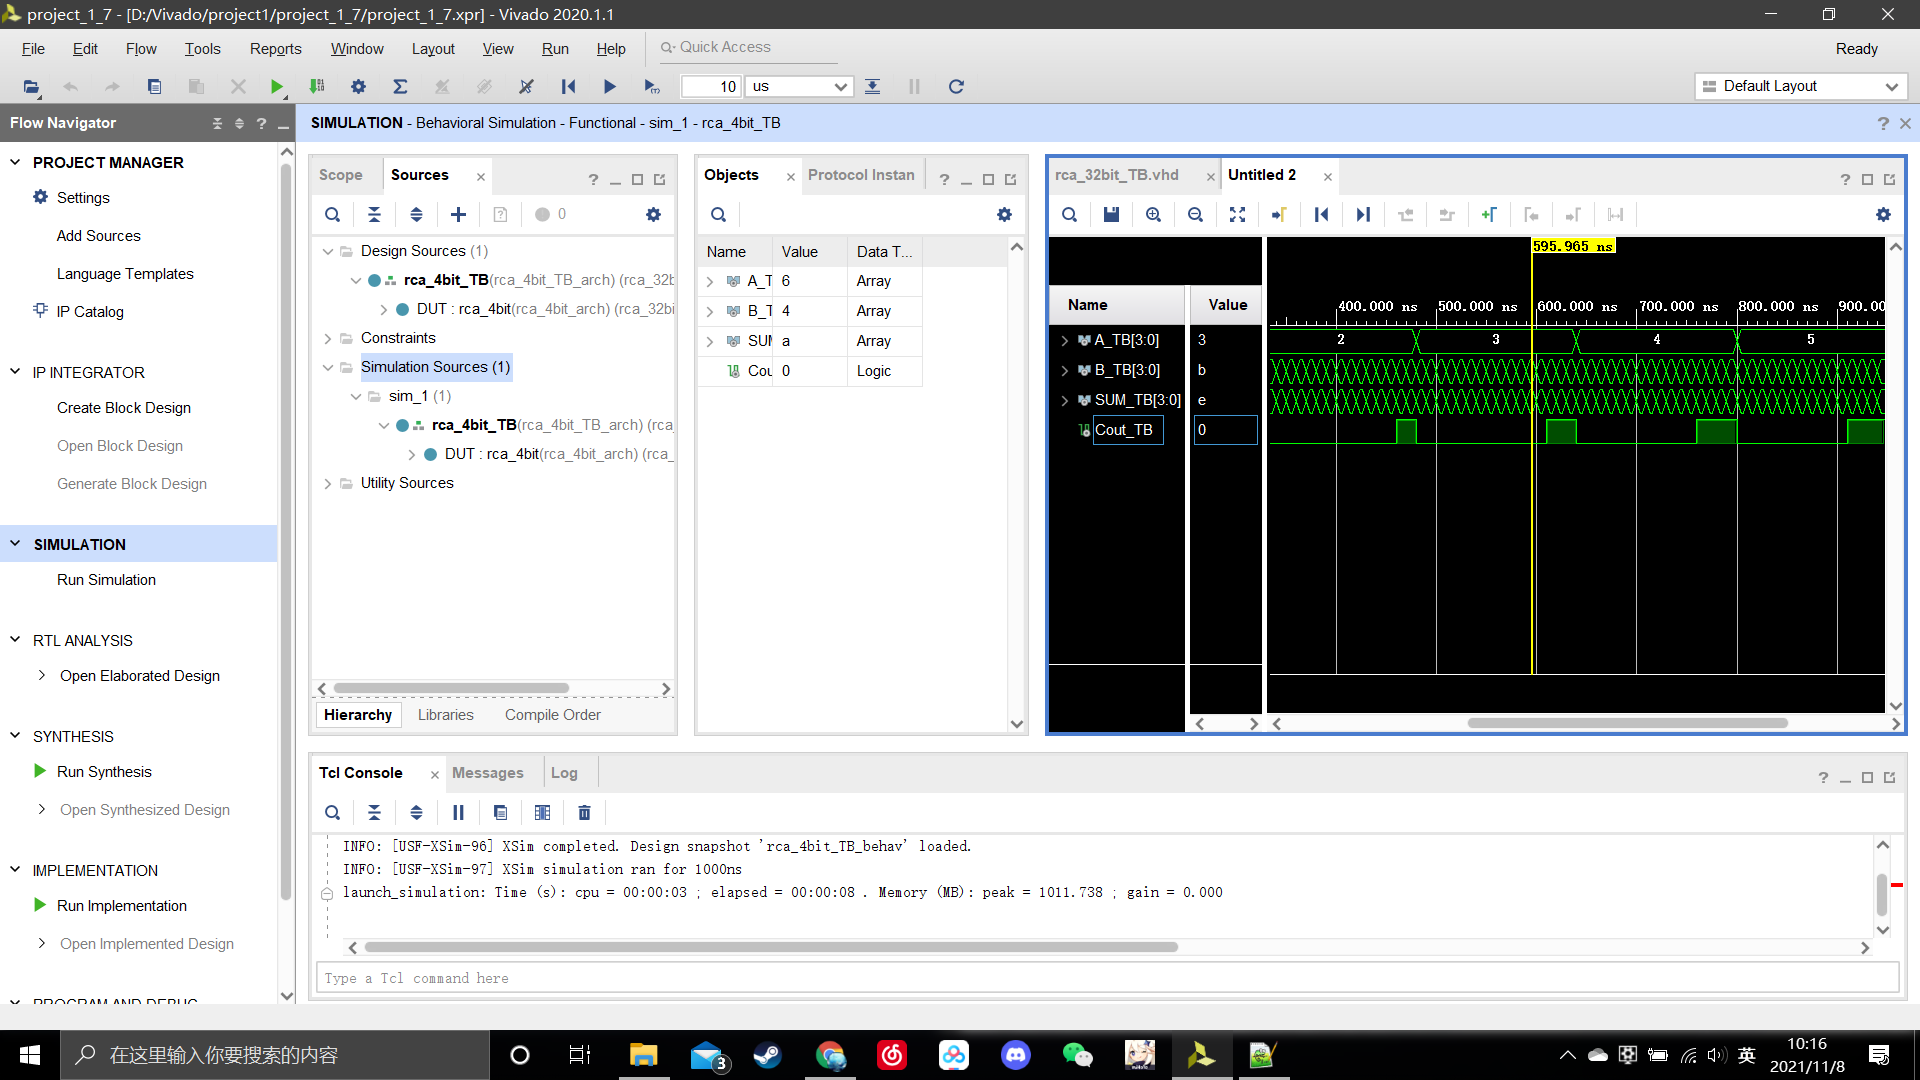 project_1_7 - [D:/Vivado/project1/project_1_7/project_1_7.xpr] - Vivado 2020.1.1
File Edit Flow Tools Reports Window Layout View Run Help Quick Access Ready
10 us Default Layout
Flow Navigator
SIMULATION - Behavioral Simulation - Functional - sim_1 - rca_4bit_TB
PROJECT MANAGER
Settings
Add Sources
Language Templates
IP Catalog
IP INTEGRATOR
Create Block Design
Open Block Design
Generate Block Design
SIMULATION
Run Simulation
RTL ANALYSIS
Open Elaborated Design
SYNTHESIS
Run Synthesis
Open Synthesized Design
IMPLEMENTATION
Run Implementation
Open Implemented Design
PROGRAM AND DEBUG
Scope Sources
0
Design Sources (1)
rca_4bit_TB(rca_4bit_TB_arch) (rca_32b
DUT : rca_4bit(rca_4bit_arch) (rca_32bi
Constraints
Simulation Sources (1)
sim_1 (1)
rca_4bit_TB(rca_4bit_TB_arch) (rca_
DUT : rca_4bit(rca_4bit_arch) (rca_
Utility Sources
Hierarchy Libraries Compile Order
Objects Protocol Instan
Name Value Data T...
A_T 6 Array
B_T 4 Array
SUM a Array
Cou 0 Logic
rca_32bit_TB.vhd Untitled 2
595.965 ns
Name Value
400.000 ns 500.000 ns 600.000 ns 700.000 ns 800.000 ns 900.00
A_TB[3:0] 3 2 3 4 5
B_TB[3:0] b
SUM_TB[3:0] e
Cout_TB 0
Tcl Console Messages Log
INFO: [USF-XSim-96] XSim completed. Design snapshot 'rca_4bit_TB_behav' loaded.
INFO: [USF-XSim-97] XSim simulation ran for 1000ns
launch_simulation: Time (s): cpu = 00:00:03 ; elapsed = 00:00:08 . Memory (MB): peak = 1011.738 ; gain = 0.000
Type a Tcl command here
在这里输入你要搜索的内容
3
英
10:16
2021/11/8